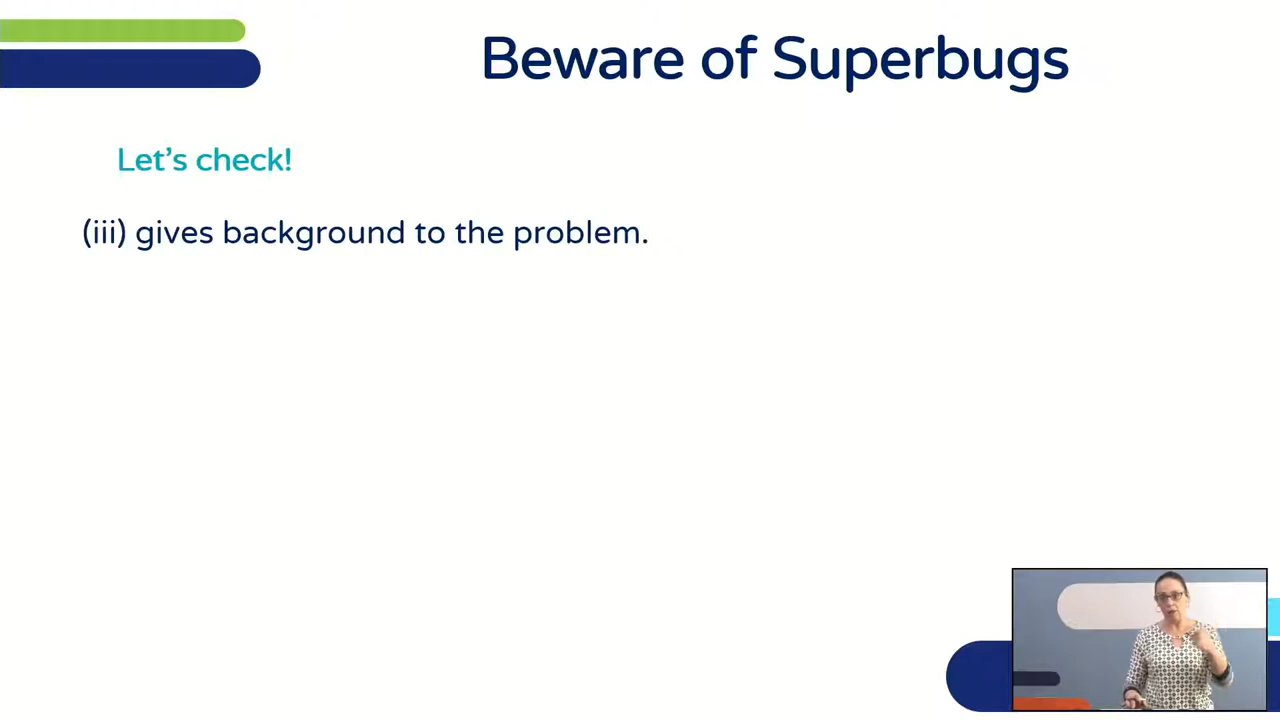 Beware of Superbugs
Let's check!
(iii) gives background to the problem.